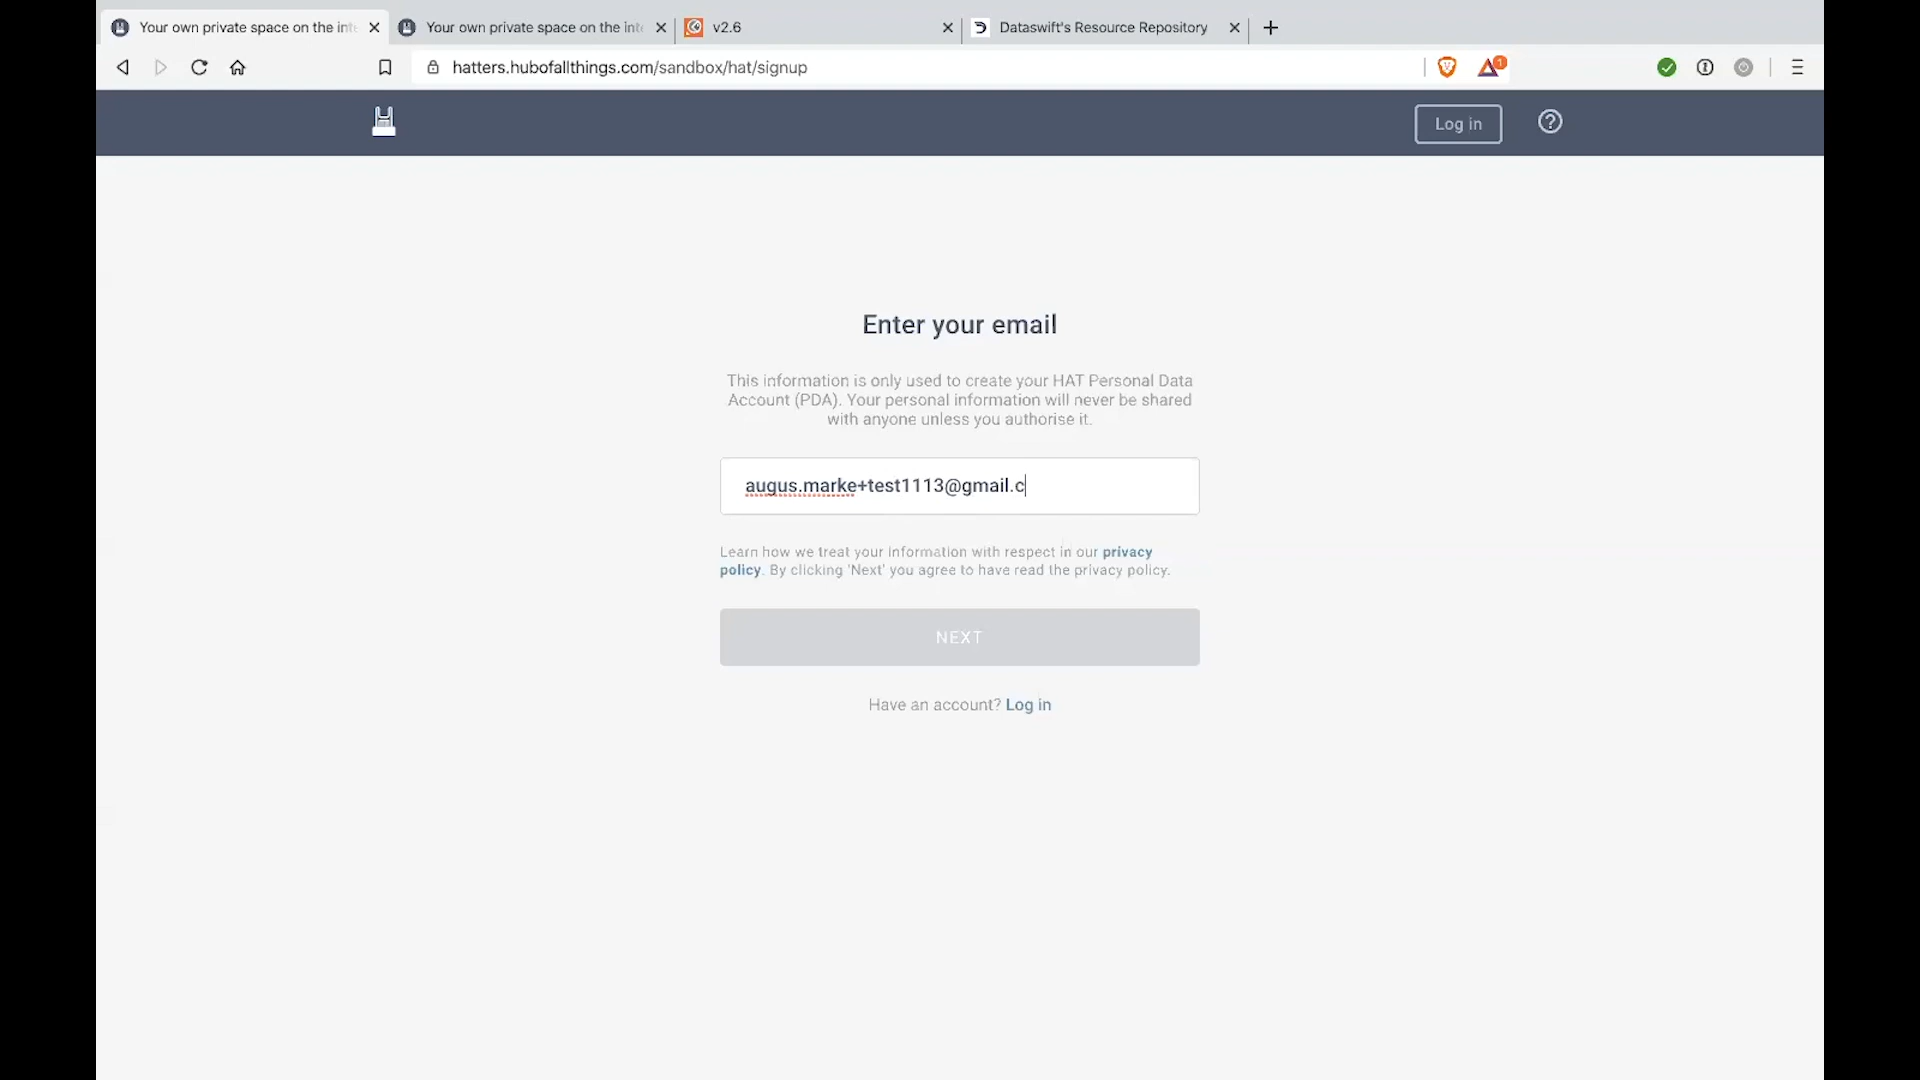 Your own private space on the inte
Your own private space on the inte
v2.6
Dataswift's Resource Repository
hatters.hubofallthings.com/sandbox/hat/signup
1
Log in
Enter your email
This information is only used to create your HAT Personal Data
Account (PDA). Your personal information will never be shared
with anyone unless you authorise it.
augus.marke+test1113@gmail.c
Learn how we treat your information with respect in our privacy
policy. By clicking 'Next' you agree to have read the privacy policy.
NEXT
Have an account? Log in